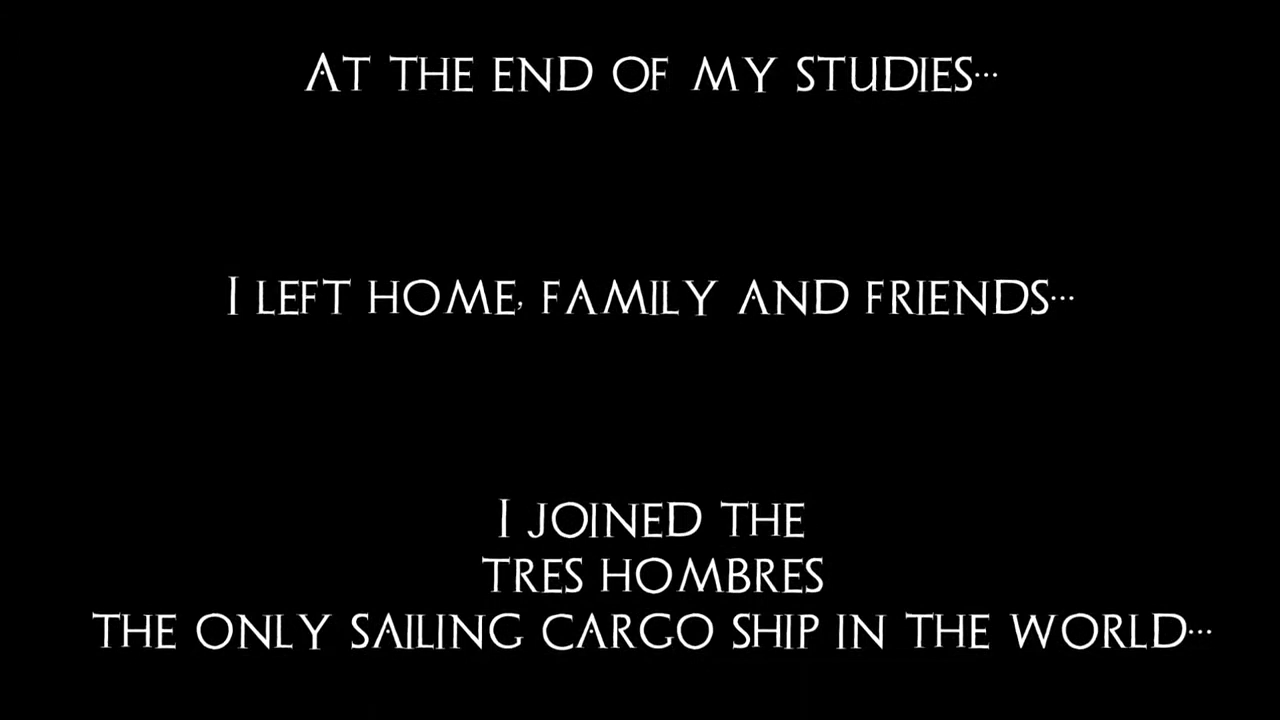 At the end of my studies...
I left home, family and friends...
I joined the
Tres Hombres
the only sailing cargo ship in the world...